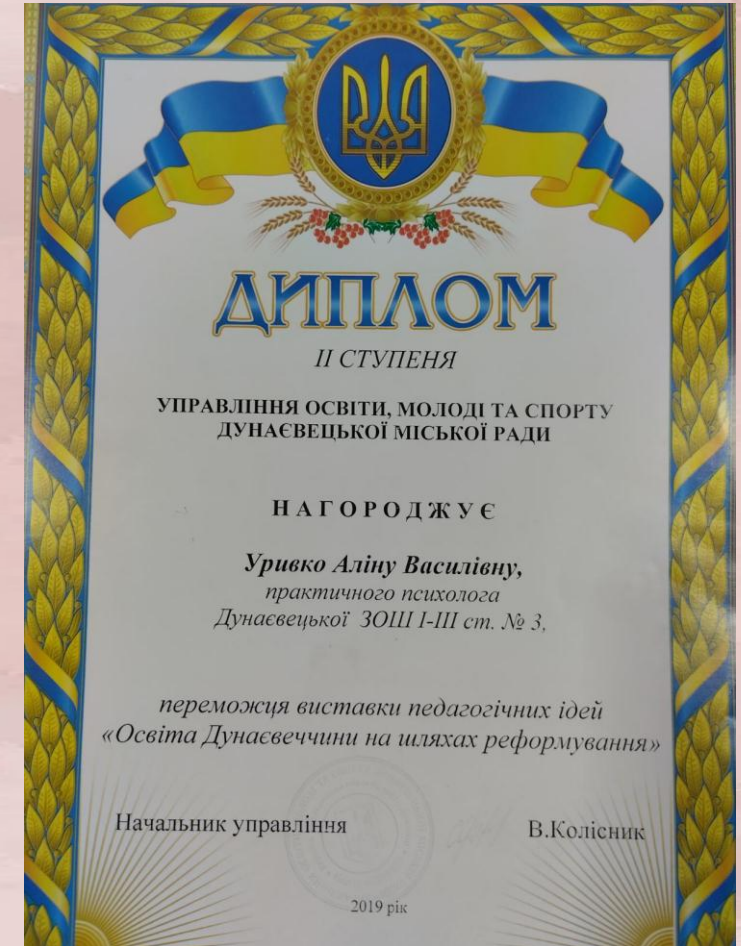 ДИПЛОМ
ІІ СТУПЕНЯ
УПРАВЛІННЯ ОСВІТИ, МОЛОДІ ТА СПОРТУ
ДУНАЄВЕЦЬКОЇ МІСЬКОЇ РАДИ
НАГОРОДЖУЄ
Уривко Аліну Василівну,
практичного психолога
Дунаєвецької ЗОШ І-ІІІ ст. № 3,
переможця виставки педагогічних ідей
«Освіта Дунаєвеччини на шляхах реформування»
Начальник управління В.Колісник
2019 рік